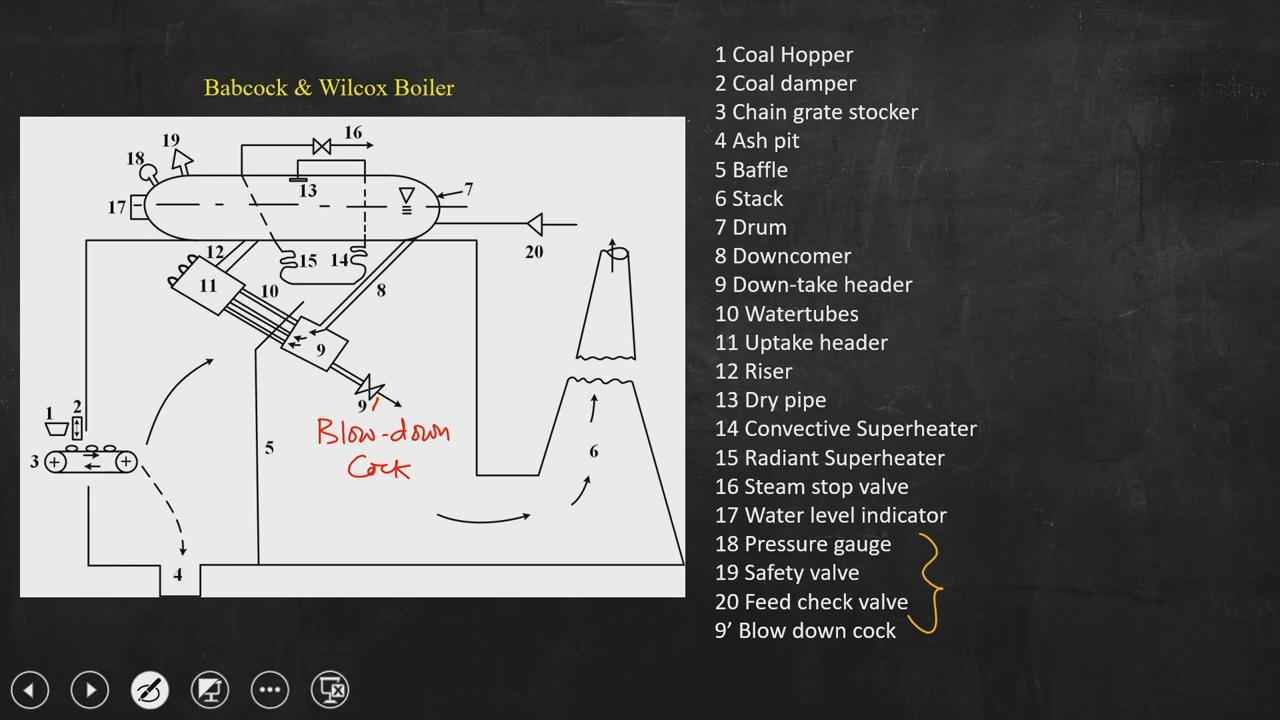 Babcock & Wilcox Boiler
19
16
18
13
7
17
20
12
15
14
11
10
8
9
1
2
9'
Blow-down
Cock
3
5
6
4
1 Coal Hopper
2 Coal damper
3 Chain grate stocker
4 Ash pit
5 Baffle
6 Stack
7 Drum
8 Downcomer
9 Down-take header
10 Watertubes
11 Uptake header
12 Riser
13 Dry pipe
14 Convective Superheater
15 Radiant Superheater
16 Steam stop valve
17 Water level indicator
18 Pressure gauge
19 Safety valve
20 Feed check valve
9’ Blow down cock